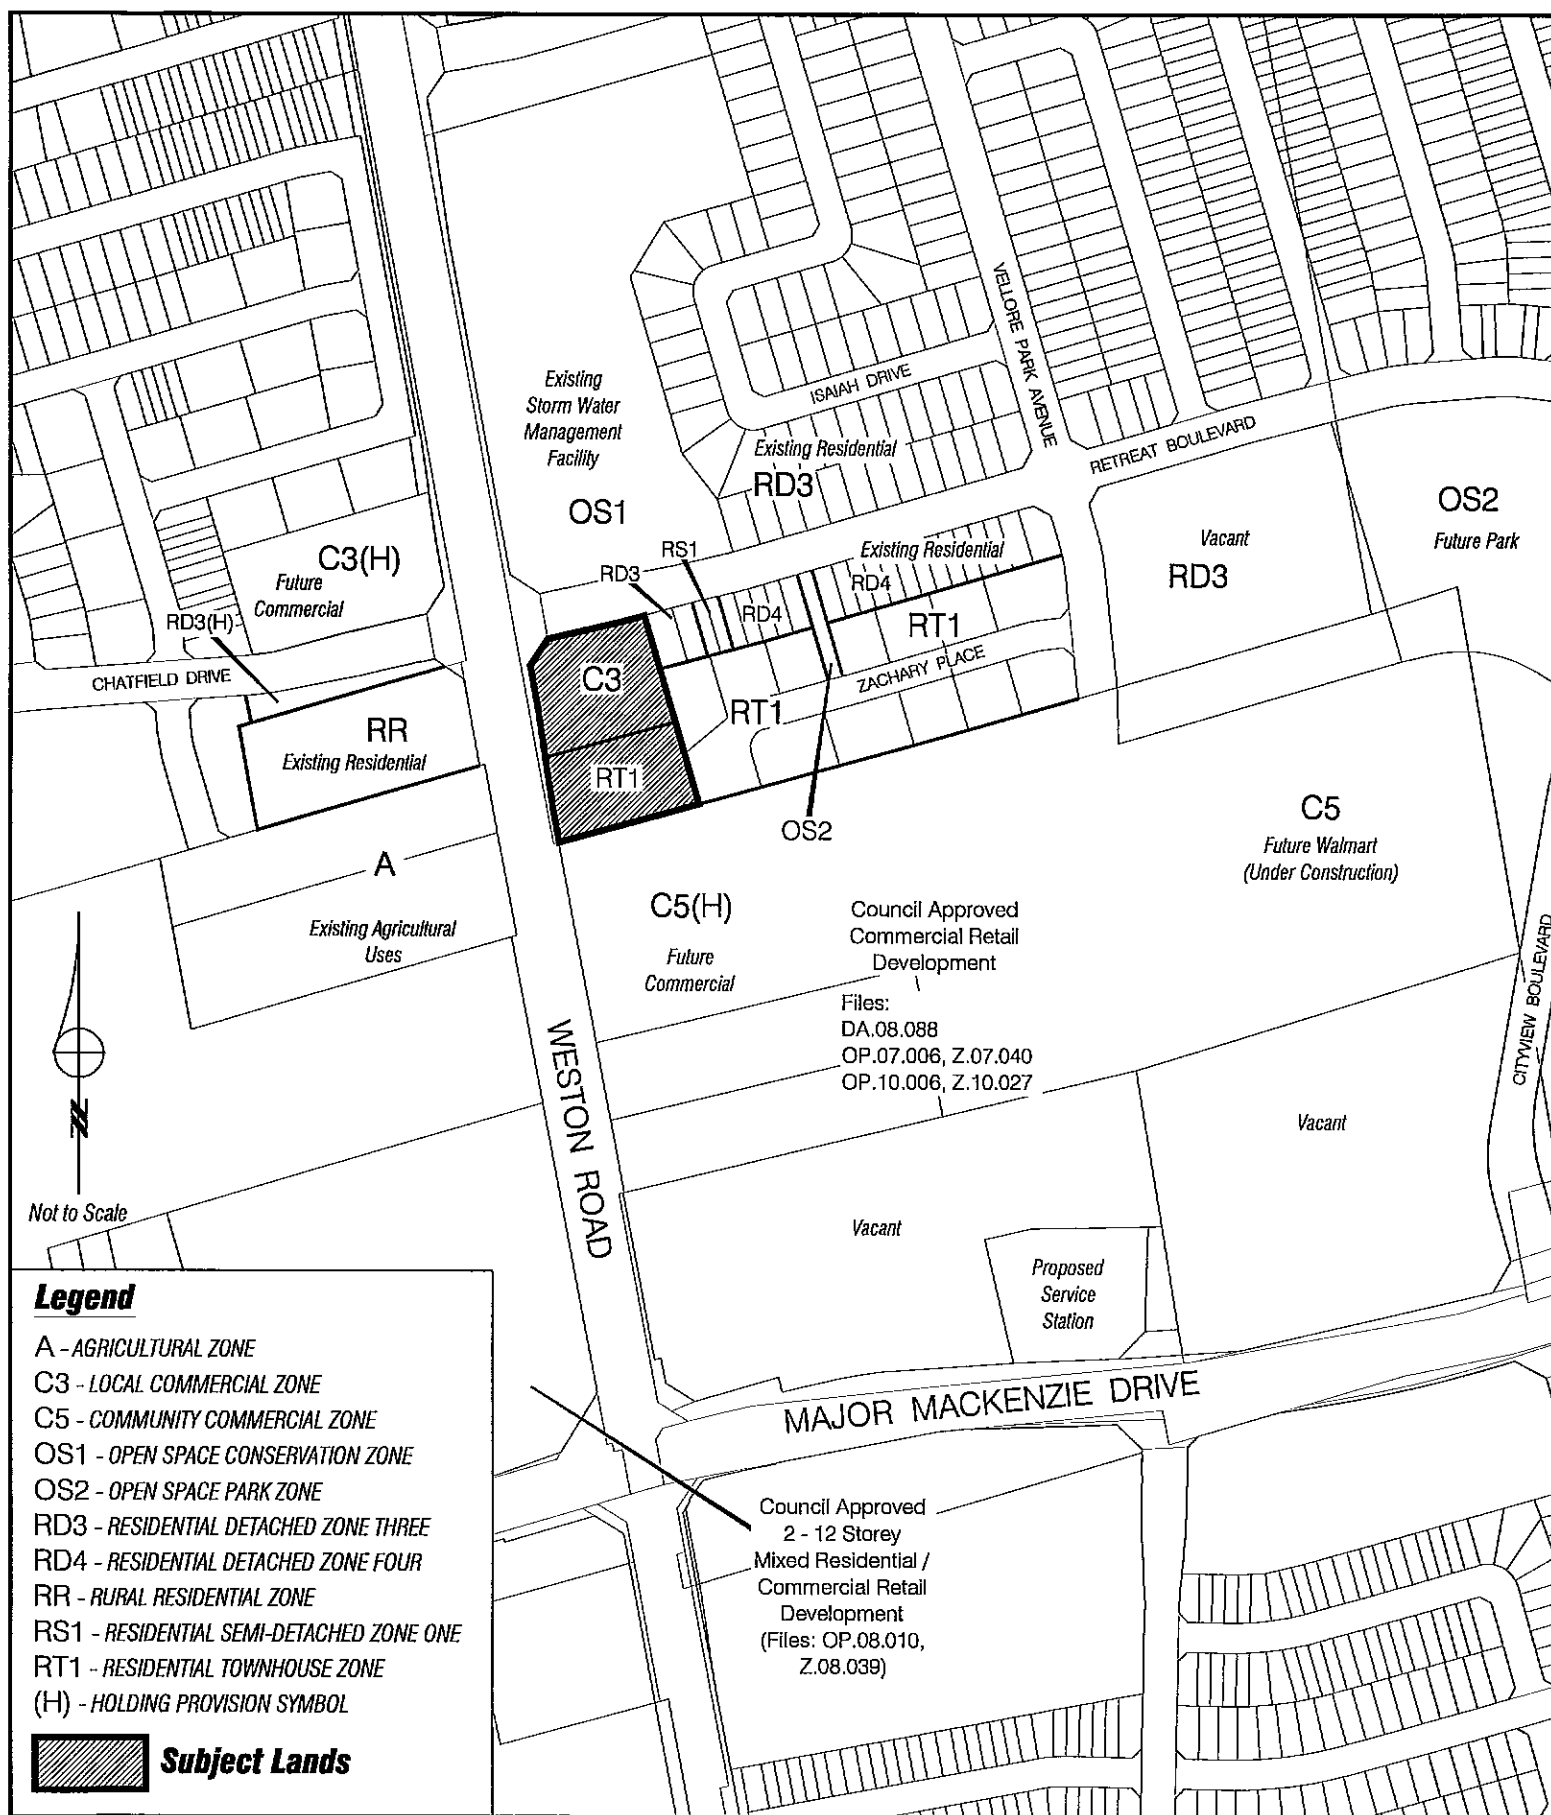 VELLORE PARK AVENUE
ISAIAH DRIVE
RETREAT BOULEVARD
Existing
Storm Water
Management
Facility
OS1
Existing Residential
RD3
Vacant
RD3
OS2
Future Park
C3(H)
Future
Commercial
RD3(H)
CHATFIELD DRIVE
RR
Existing Residential
RS1
RD3
RD4
Existing Residential
RD4
RT1
ZACHARY PLACE
C3
RT1
RT1
OS2
A
Existing Agricultural
Uses
C5(H)
Future
Commercial
Council Approved
Commercial Retail
Development
Files:
DA.08.088
OP.07.006, Z.07.040
OP.10.006, Z.10.027
C5
Future Walmart
(Under Construction)
CITYVIEW BOULEVARD
WESTON ROAD
N
Not to Scale
Vacant
Vacant
Proposed
Service
Station
MAJOR MACKENZIE DRIVE
Council Approved
2 - 12 Storey
Mixed Residential /
Commercial Retail
Development
(Files: OP.08.010,
Z.08.039)
Legend
A - AGRICULTURAL ZONE
C3 - LOCAL COMMERCIAL ZONE
C5 - COMMUNITY COMMERCIAL ZONE
OS1 - OPEN SPACE CONSERVATION ZONE
OS2 - OPEN SPACE PARK ZONE
RD3 - RESIDENTIAL DETACHED ZONE THREE
RD4 - RESIDENTIAL DETACHED ZONE FOUR
RR - RURAL RESIDENTIAL ZONE
RS1 - RESIDENTIAL SEMI-DETACHED ZONE ONE
RT1 - RESIDENTIAL TOWNHOUSE ZONE
(H) - HOLDING PROVISION SYMBOL
Subject Lands